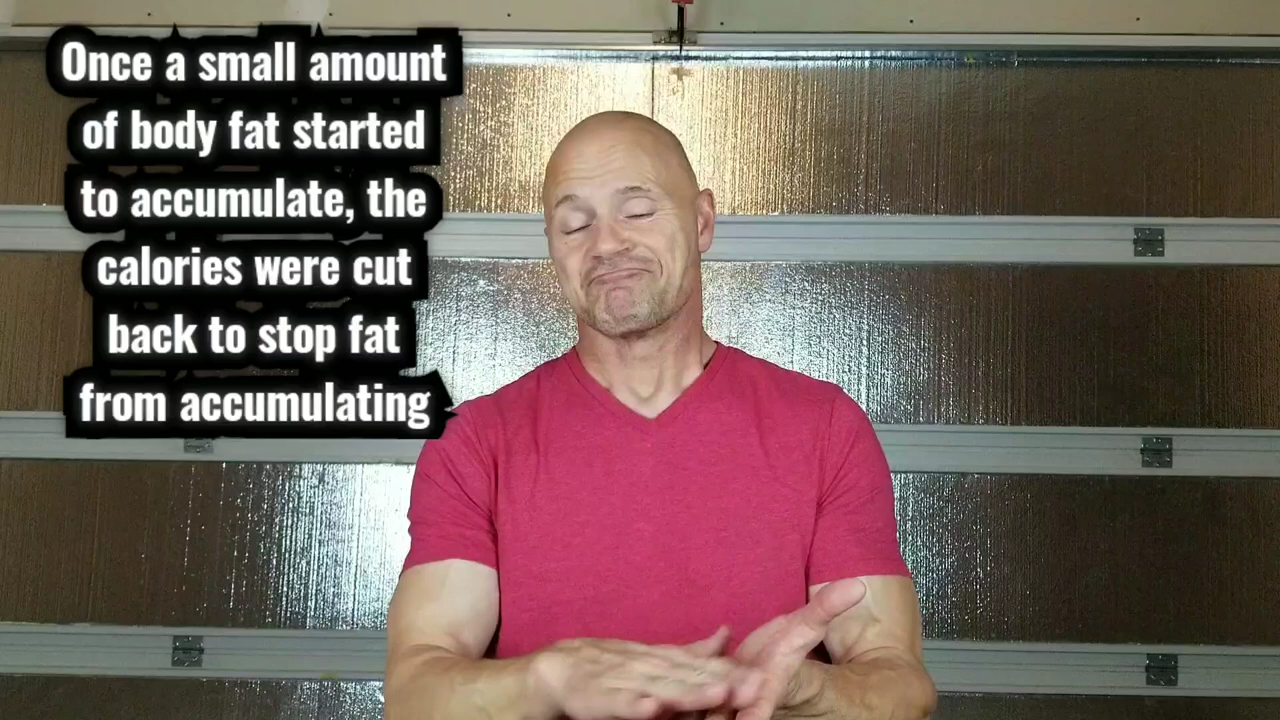 Once a small amount
of body fat started
to accumulate, the
calories were cut
back to stop fat
from accumulating